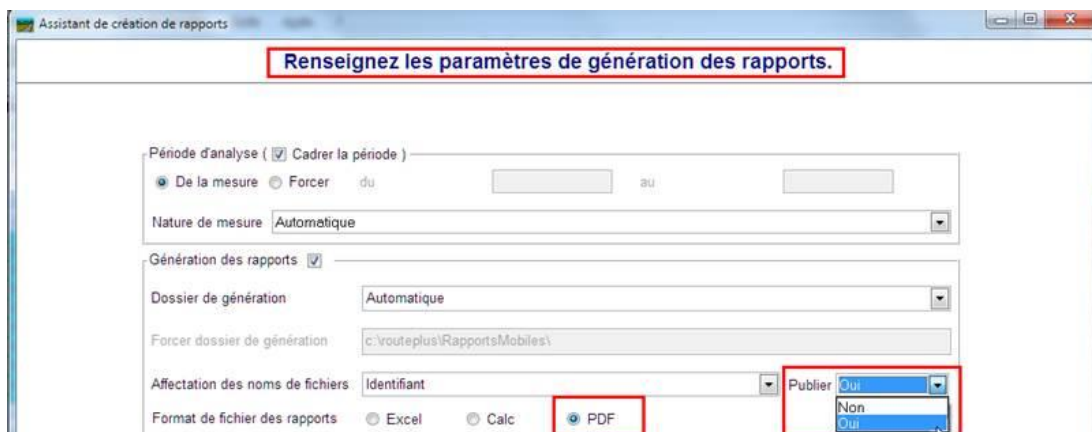 Assistant de création de rapports
Renseignez les paramètres de génération des rapports.
Période d'analyse ( Cadrer la période )
De la mesure Forcer du au
Nature de mesure Automatique
Génération des rapports
Dossier de génération Automatique
Forcer dossier de génération c:\routeplus\RapportsMobiles\
Affectation des noms de fichiers Identifiant Publier Oui
Non
Format de fichier des rapports Excel Calc PDF Oui